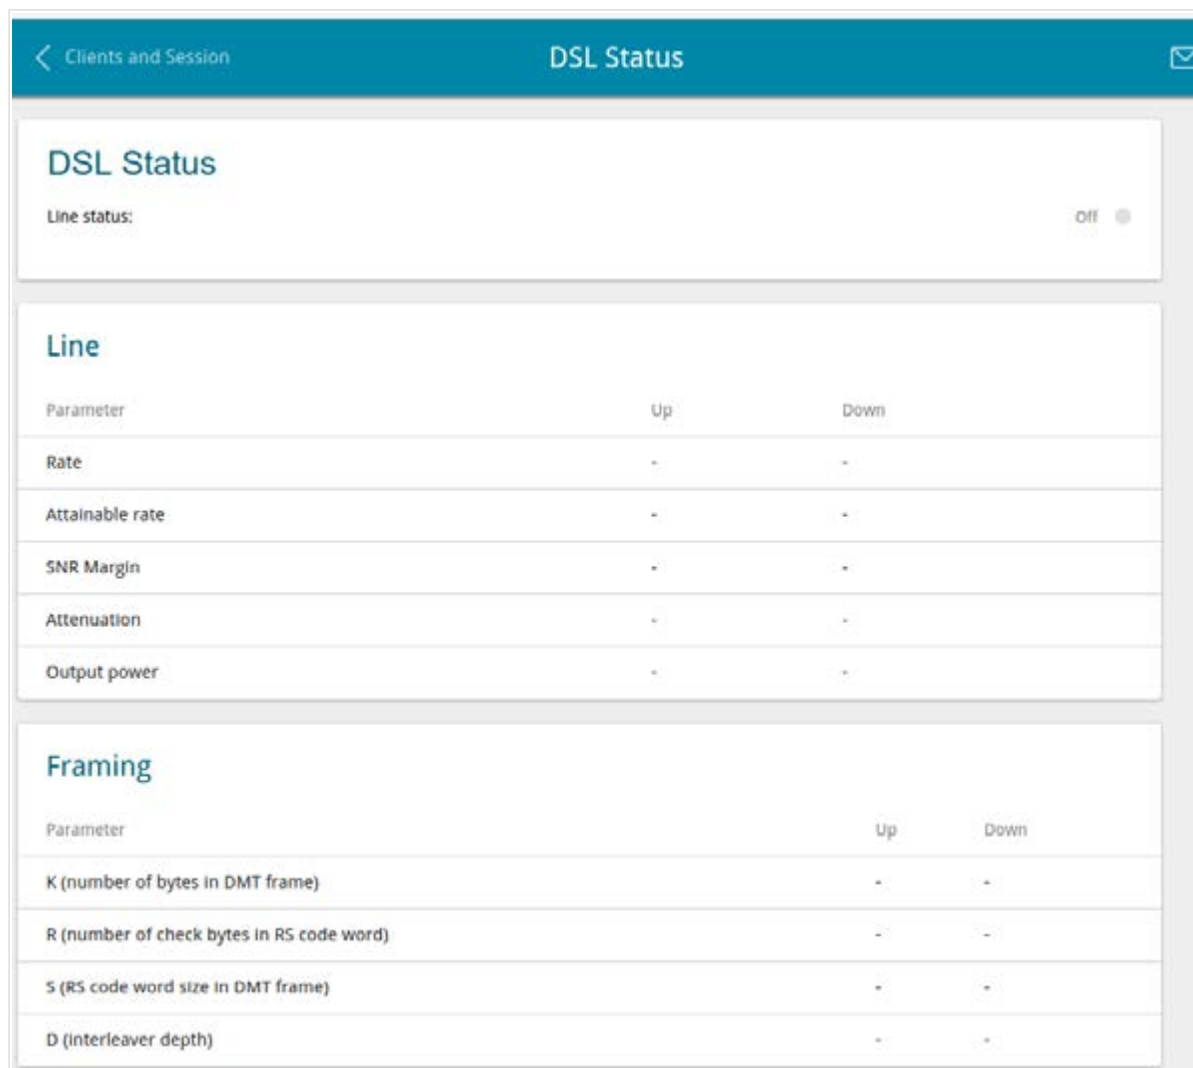 Clients and Session DSL Status
DSL Status
Line status: Off
Line
Parameter Up Down
Rate - -
Attainable rate - -
SNR Margin - -
Attenuation - -
Output power - -
Framing
Parameter Up Down
K (number of bytes in DMT frame) - -
R (number of check bytes in RS code word) - -
S (RS code word size in DMT frame) - -
D (interleaver depth) - -